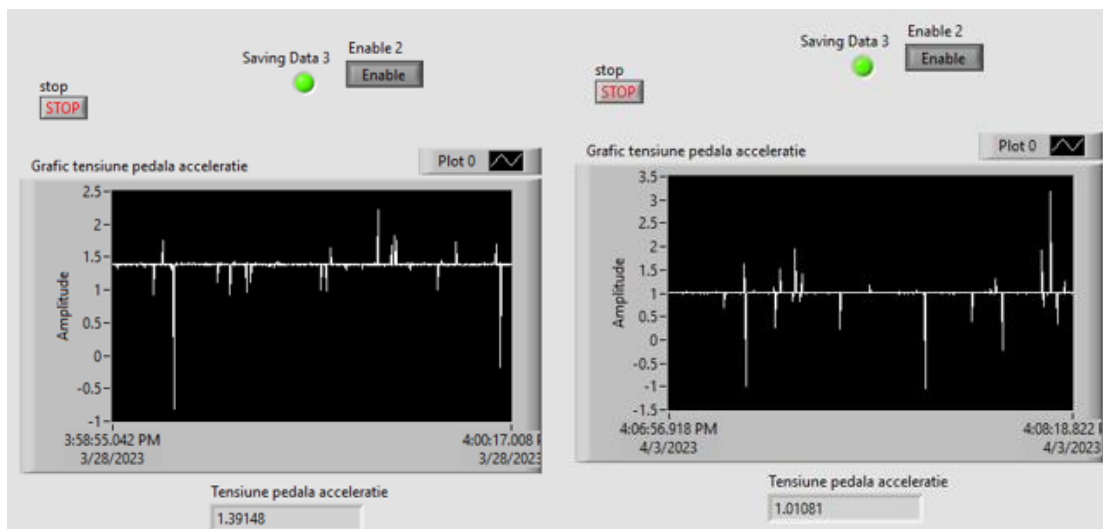 Saving Data 3
Enable 2
Enable
stop
STOP
Grafic tensiune pedala acceleratie
Plot 0
Amplitude
2.5
2
1.5
1
0.5
0
-0.5
-1
3:58:55.042 PM
3/28/2023
4:00:17.008
3/28/2023
Tensiune pedala acceleratie
1.39148
Saving Data 3
Enable 2
Enable
stop
STOP
Grafic tensiune pedala acceleratie
Plot 0
Amplitude
3.5
3
2.5
2
1.5
1
0.5
0
-0.5
-1
-1.5
4:06:56.918 PM
4/3/2023
4:08:18.822
4/3/2023
Tensiune pedala acceleratie
1.01081